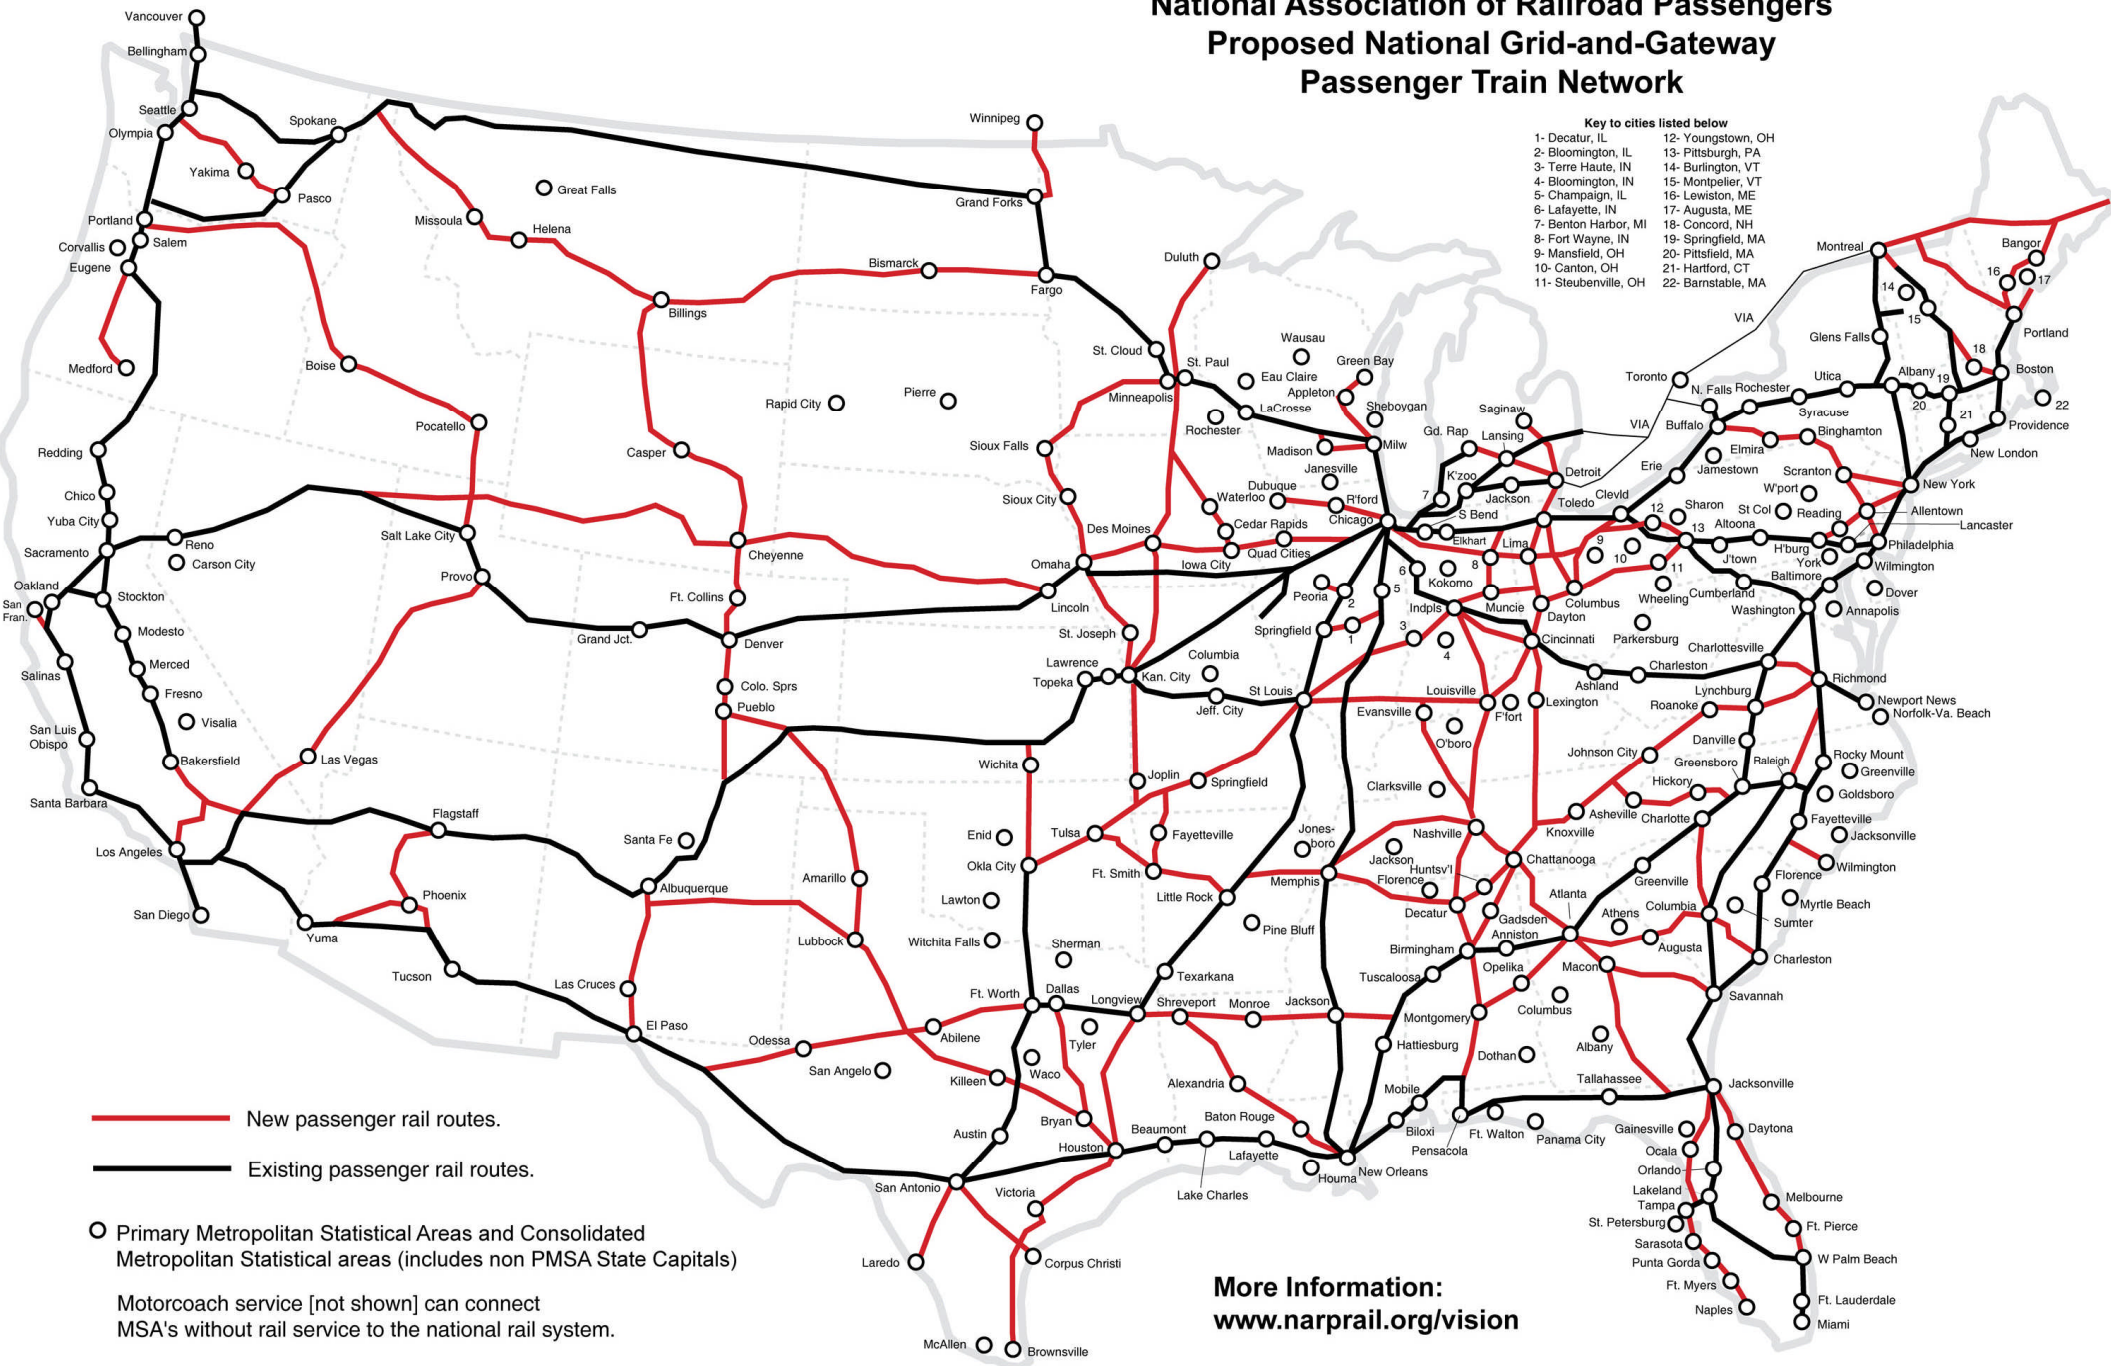 National Association of Railroad Passengers
Proposed National Grid-and-Gateway
Passenger Train Network
Key to cities listed below
1- Decatur, IL
2- Bloomington, IL
3- Terre Haute, IN
4- Bloomington, IN
5- Champaign, IL
6- Lafayette, IN
7- Benton Harbor, MI
8- Fort Wayne, IN
9- Mansfield, OH
10- Canton, OH
11- Steubenville, OH
12- Youngstown, OH
13- Pittsburgh, PA
14- Burlington, VT
15- Montpelier, VT
16- Lewiston, ME
17- Augusta, ME
18- Concord, NH
19- Springfield, MA
20- Pittsfield, MA
21- Hartford, CT
22- Barnstable, MA
Vancouver
Bellingham
Seattle
Olympia
Spokane
Yakima
Pasco
Portland
Salem
Corvallis
Eugene
Medford
Great Falls
Missoula
Helena
Billings
Bismarck
Winnipeg
Grand Forks
Fargo
Boise
Pocatello
Casper
Rapid City
Pierre
Duluth
St. Cloud
St. Paul
Minneapolis
Rochester
Eau Claire
LaCrosse
Wausau
Green Bay
Appleton
Sheboygan
Milw
Madison
Janesville
Dubuque
R'ford
Chicago
Waterloo
Cedar Rapids
Quad Cities
Iowa City
Des Moines
Sioux Falls
Sioux City
Omaha
Lincoln
Redding
Chico
Yuba City
Sacramento
Reno
Carson City
Oakland
San
Fran.
Stockton
Modesto
Merced
Fresno
Visalia
Salinas
San Luis
Obispo
Bakersfield
Santa Barbara
Los Angeles
San Diego
Las Vegas
Salt Lake City
Provo
Grand Jct.
Cheyenne
Ft. Collins
Denver
Colo. Sprs
Pueblo
Flagstaff
Phoenix
Yuma
Tucson
Santa Fe
Albuquerque
Las Cruces
El Paso
Amarillo
Lubbock
Odessa
San Angelo
Abilene
Killeen
Waco
Austin
San Antonio
Laredo
Victoria
Corpus Christi
McAllen
Brownsville
Houston
Bryan
Beaumont
Lake Charles
Lafayette
Baton Rouge
Houma
New Orleans
Alexandria
Ft. Worth
Dallas
Sherman
Tyler
Longview
Shreveport
Monroe
Jackson
Texarkana
Witchita Falls
Lawton
Okla City
Enid
Wichita
Tulsa
Joplin
Springfield
Fayetteville
Ft. Smith
Little Rock
Pine Bluff
Jones-
boro
Memphis
St. Joseph
Lawrence
Topeka
Kan. City
Columbia
Jeff. City
St Louis
Springfield
Peoria
1
2
3
4
5
6
7
8
9
10
11
12
13
Kokomo
Indpls
Muncie
Lima
Dayton
Columbus
Cincinnati
Elkhart
S Bend
K'zoo
Gd. Rap
Lansing
Saginaw
Jackson
Detroit
Toledo
Clevld
Erie
Sharon
Wheeling
Parkersburg
Louisville
F'fort
Lexington
Evansville
O'boro
Clarksville
Nashville
Jackson
Huntsv'l
Florence
Decatur
Gadsden
Anniston
Birmingham
Tuscaloosa
Opelika
Montgomery
Hattiesburg
Mobile
Biloxi
Pensacola
Ft. Walton
Panama City
Dothan
Columbus
Albany
Tallahassee
Chattanooga
Knoxville
Atlanta
Athens
Augusta
Macon
Savannah
Jacksonville
Gainesville
Ocala
Orlando
Lakeland
Tampa
St. Petersburg
Sarasota
Punta Gorda
Ft. Myers
Naples
Daytona
Melbourne
Ft. Pierce
W Palm Beach
Ft. Lauderdale
Miami
Ashland
Charleston
Charlottesville
Lynchburg
Roanoke
Danville
Johnson City
Greensboro
Raleigh
Hickory
Asheville
Charlotte
Greenville
Columbia
Sumter
Florence
Myrtle Beach
Charleston
Rocky Mount
Greenville
Goldsboro
Fayetteville
Jacksonville
Wilmington
Richmond
Newport News
Norfolk-Va. Beach
Washington
Annapolis
Baltimore
Cumberland
Dover
Wilmington
Philadelphia
Lancaster
Allentown
Reading
York
H'burg
J'town
Altoona
St Col
W'port
Scranton
Binghamton
Elmira
Jamestown
Buffalo
N. Falls
Rochester
Syracuse
Utica
Albany
Glens Falls
Montreal
Toronto
VIA
VIA
14
15
16
17
18
19
20
21
22
Bangor
Portland
Boston
Providence
New London
New York
New passenger rail routes.
Existing passenger rail routes.
Primary Metropolitan Statistical Areas and Consolidated
Metropolitan Statistical areas (includes non PMSA State Capitals)
Motorcoach service [not shown] can connect
MSA's without rail service to the national rail system.
More Information:
www.narprail.org/vision